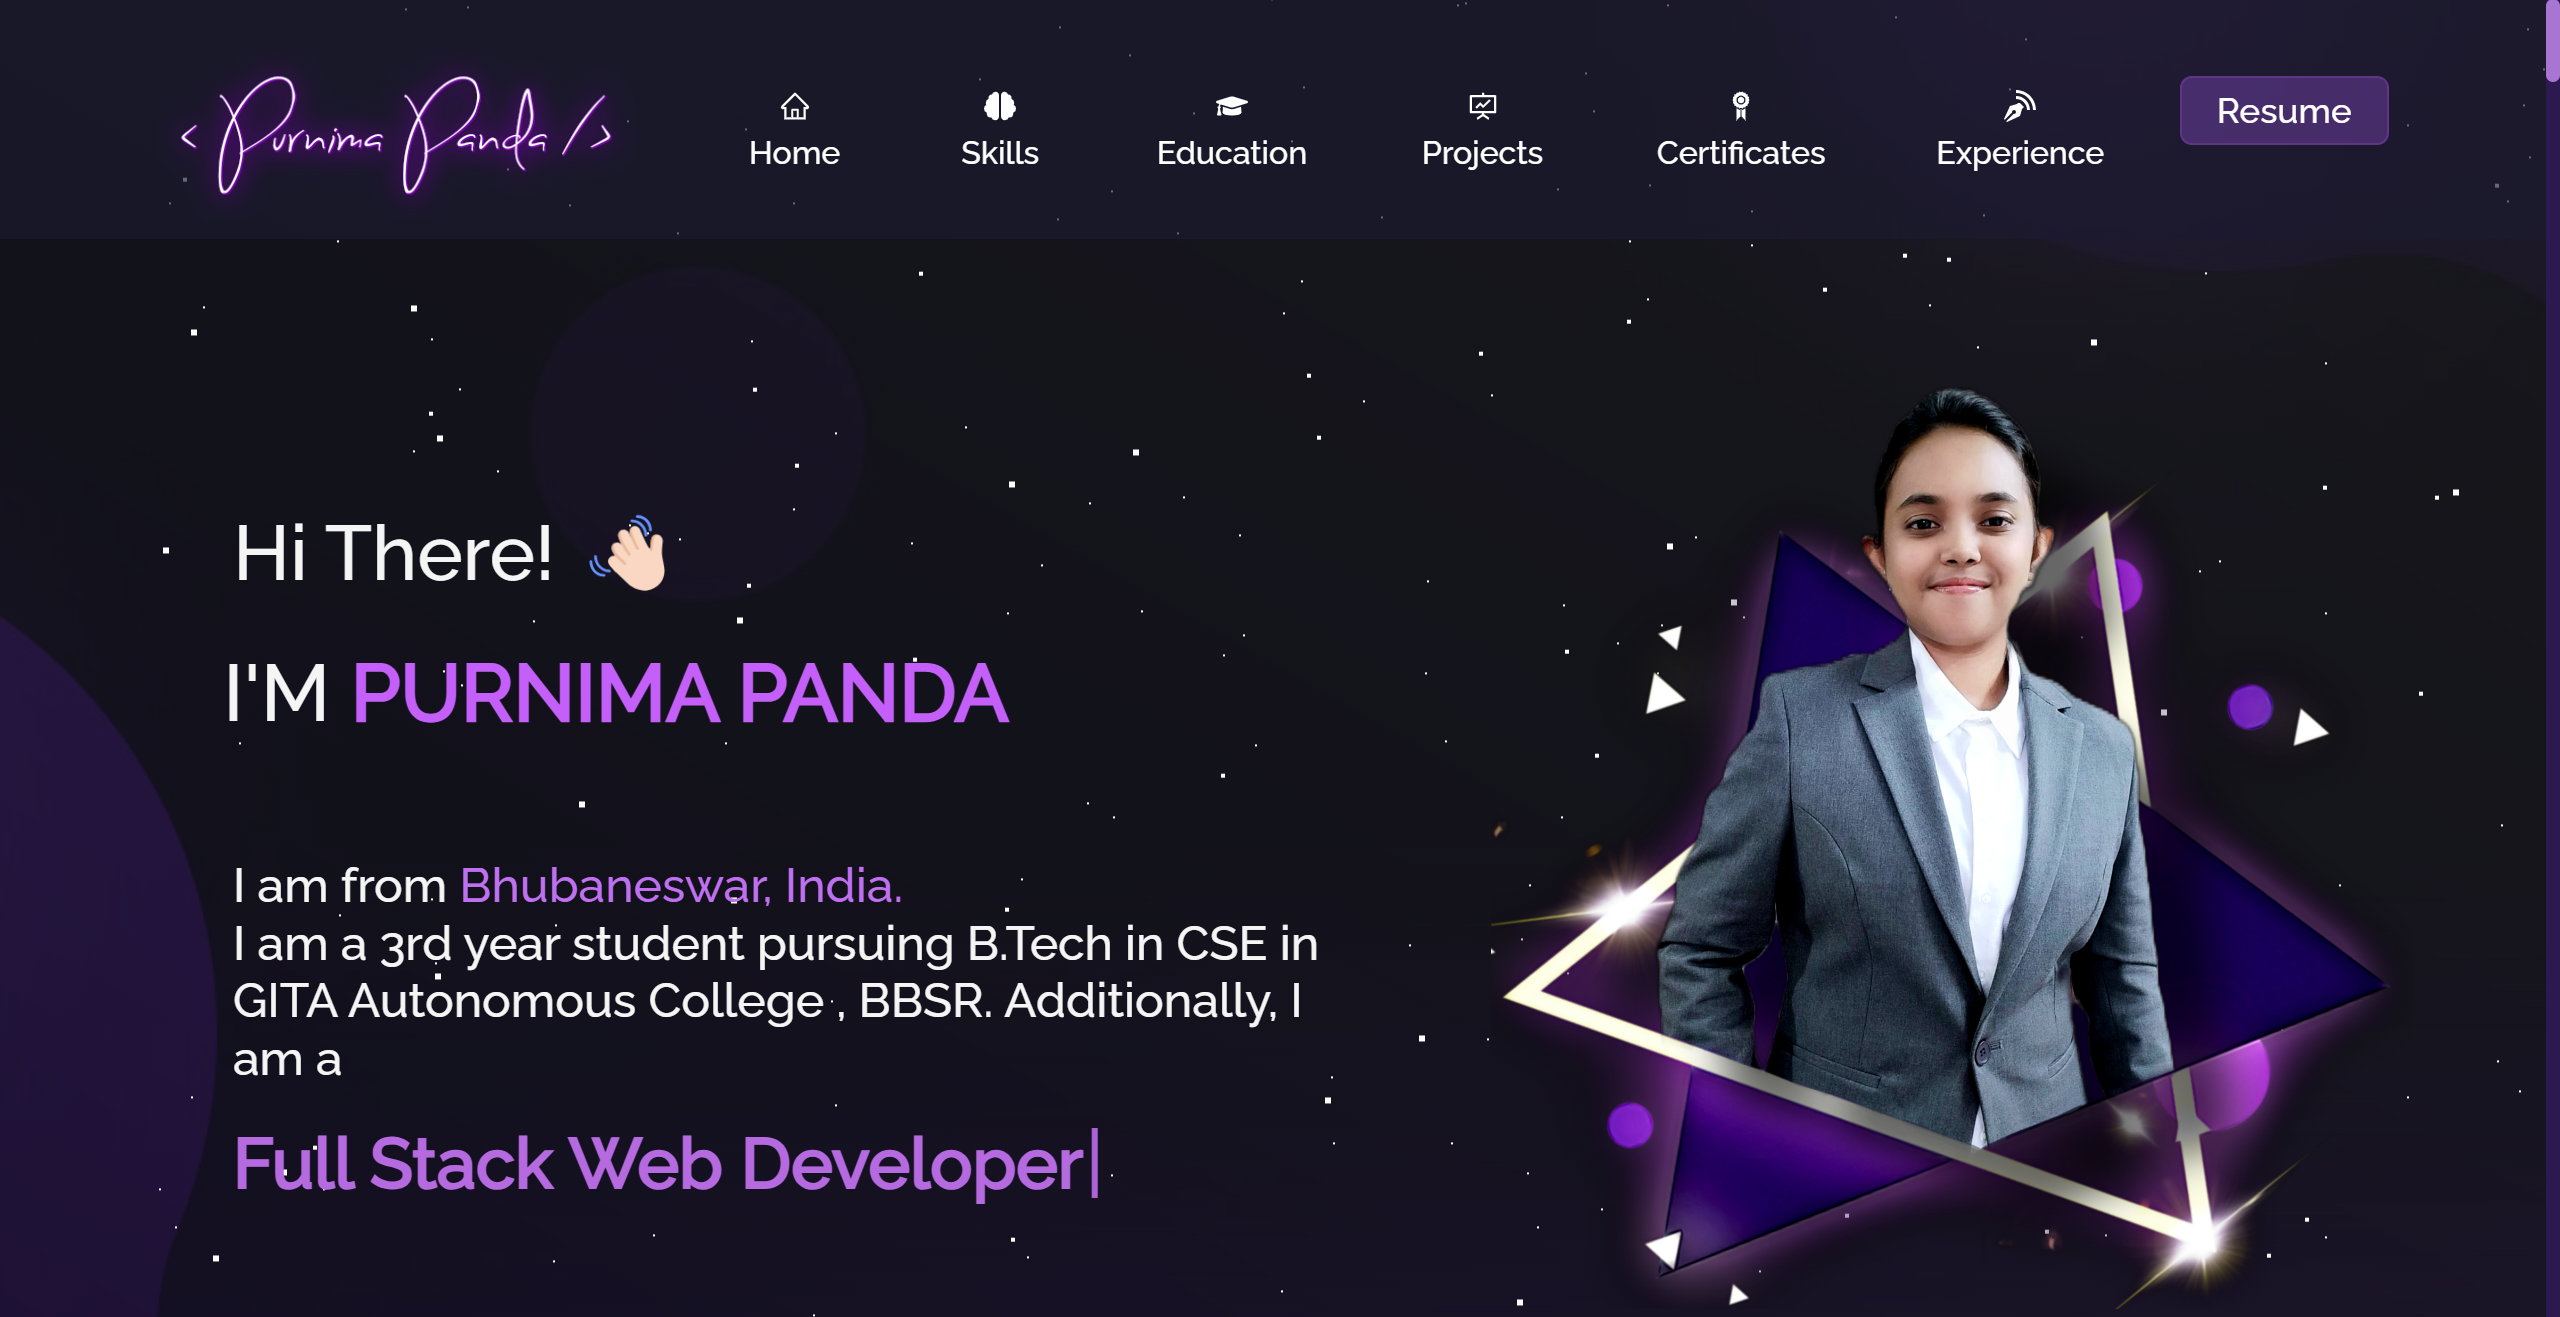 < Purnima Panda />
Home
Skills
Education
Projects
Certificates
Experience
Resume
Hi There!
I'M PURNIMA PANDA
I am from Bhubaneswar, India.
I am a 3rd year student pursuing B.Tech in CSE in
GITA Autonomous College , BBSR. Additionally, I
am a
Full Stack Web Developer|